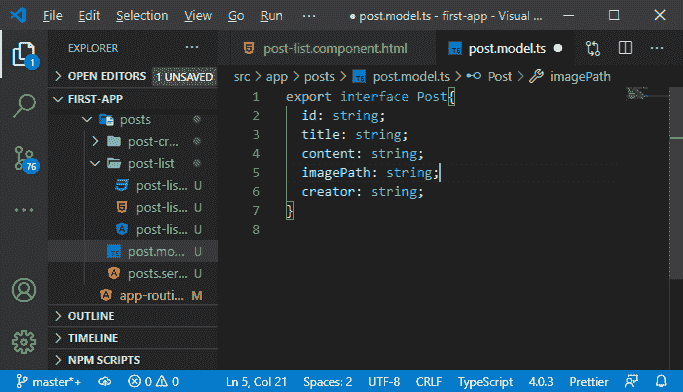 File Edit Selection View Go Run ··· ● post.model.ts - first-app - Visual ...
EXPLORER ···
post-list.component.html
TS post.model.ts ●
OPEN EDITORS 1 UNSAVED
src > app > posts > TS post.model.ts > Post > imagePath
FIRST-APP
posts
post-cr...
post-list
post-lis... U
post-lis... U
post-lis... U
post.mo... U
posts.ser... U
app-routi... M
OUTLINE
TIMELINE
NPM SCRIPTS
1
76
1 export interface Post{
2 id: string;
3 title: string;
4 content: string;
5 imagePath: string;
6 creator: string;
7 }
8
master*+ 0 0 Ln 5, Col 21 Spaces: 2 UTF-8 CRLF TypeScript 4.0.3 Prettier